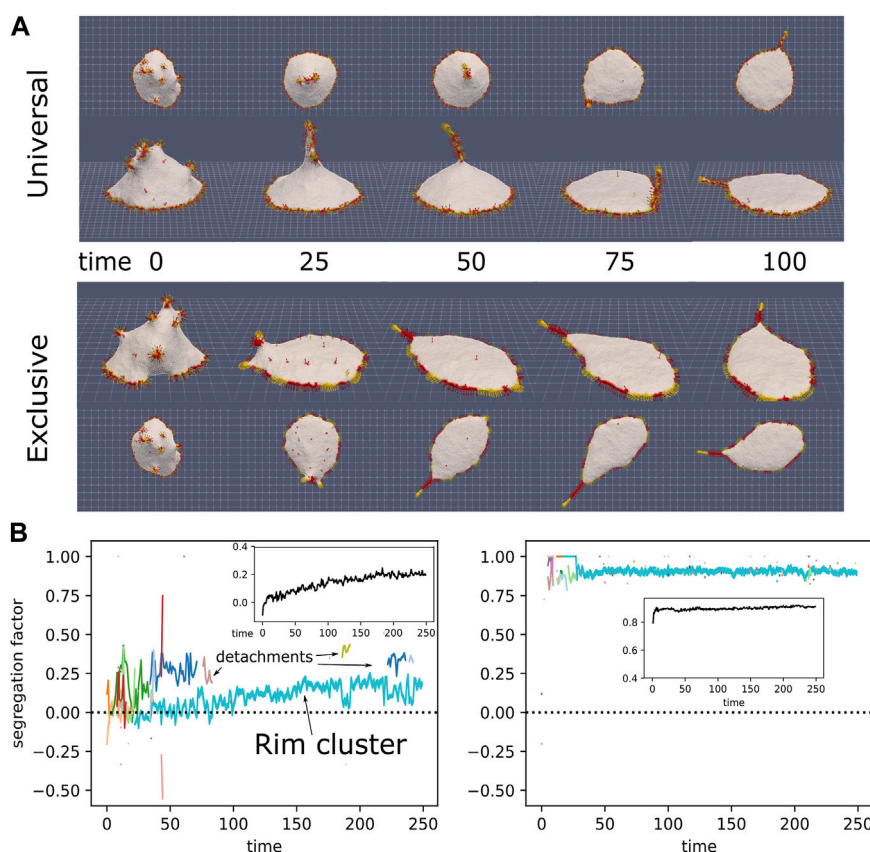 A
Universal
time 0 25 50 75 100
Exclusive
B
segregation factor
1.00
0.75
0.50
0.25
0.00
−0.25
−0.50
0.4
0.2
0.0
time 0 50 100 150 200 250
detachments
Rim cluster
0 50 100 150 200 250
time
1.00
0.75
0.50
0.25
0.00
−0.25
−0.50
0.8
0.6
0.4
0 50 100 150 200 250
time
0 50 100 150 200 250
time